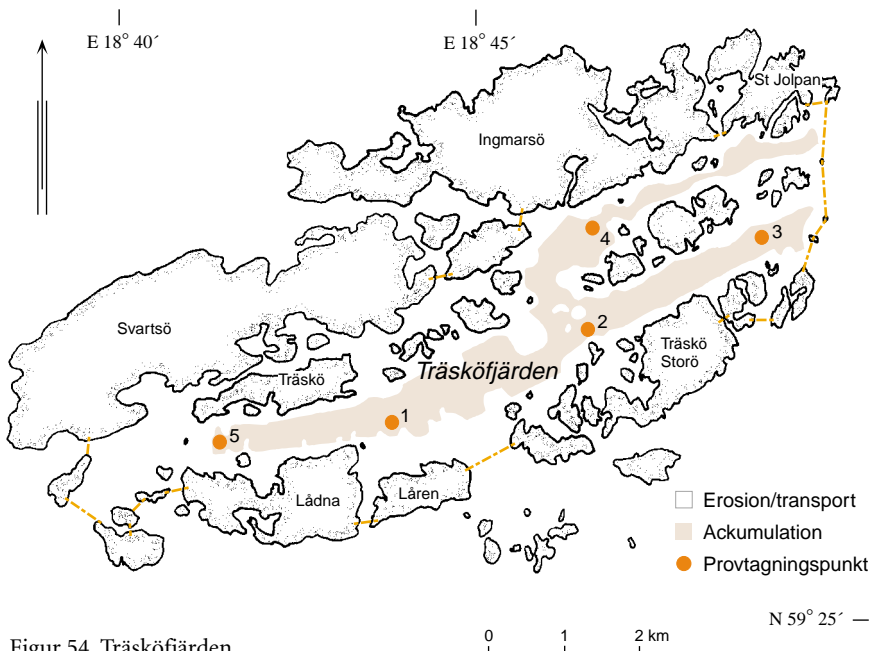 E 18° 40´
E 18° 45´
St Jolpan
Ingmarsö
4
3
Svartsö
2
Träskö
Storö
Träskö
Träsköfjärden
1
5
Lådna
Låren
Erosion/transport
Ackumulation
Provtagningspunkt
N 59° 25´
0 1 2 km
Figur 54. Träsköfjärden